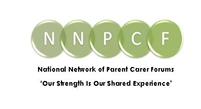 NNPCF
National Network of Parent Carer Forums
'Our Strength Is Our Shared Experience'